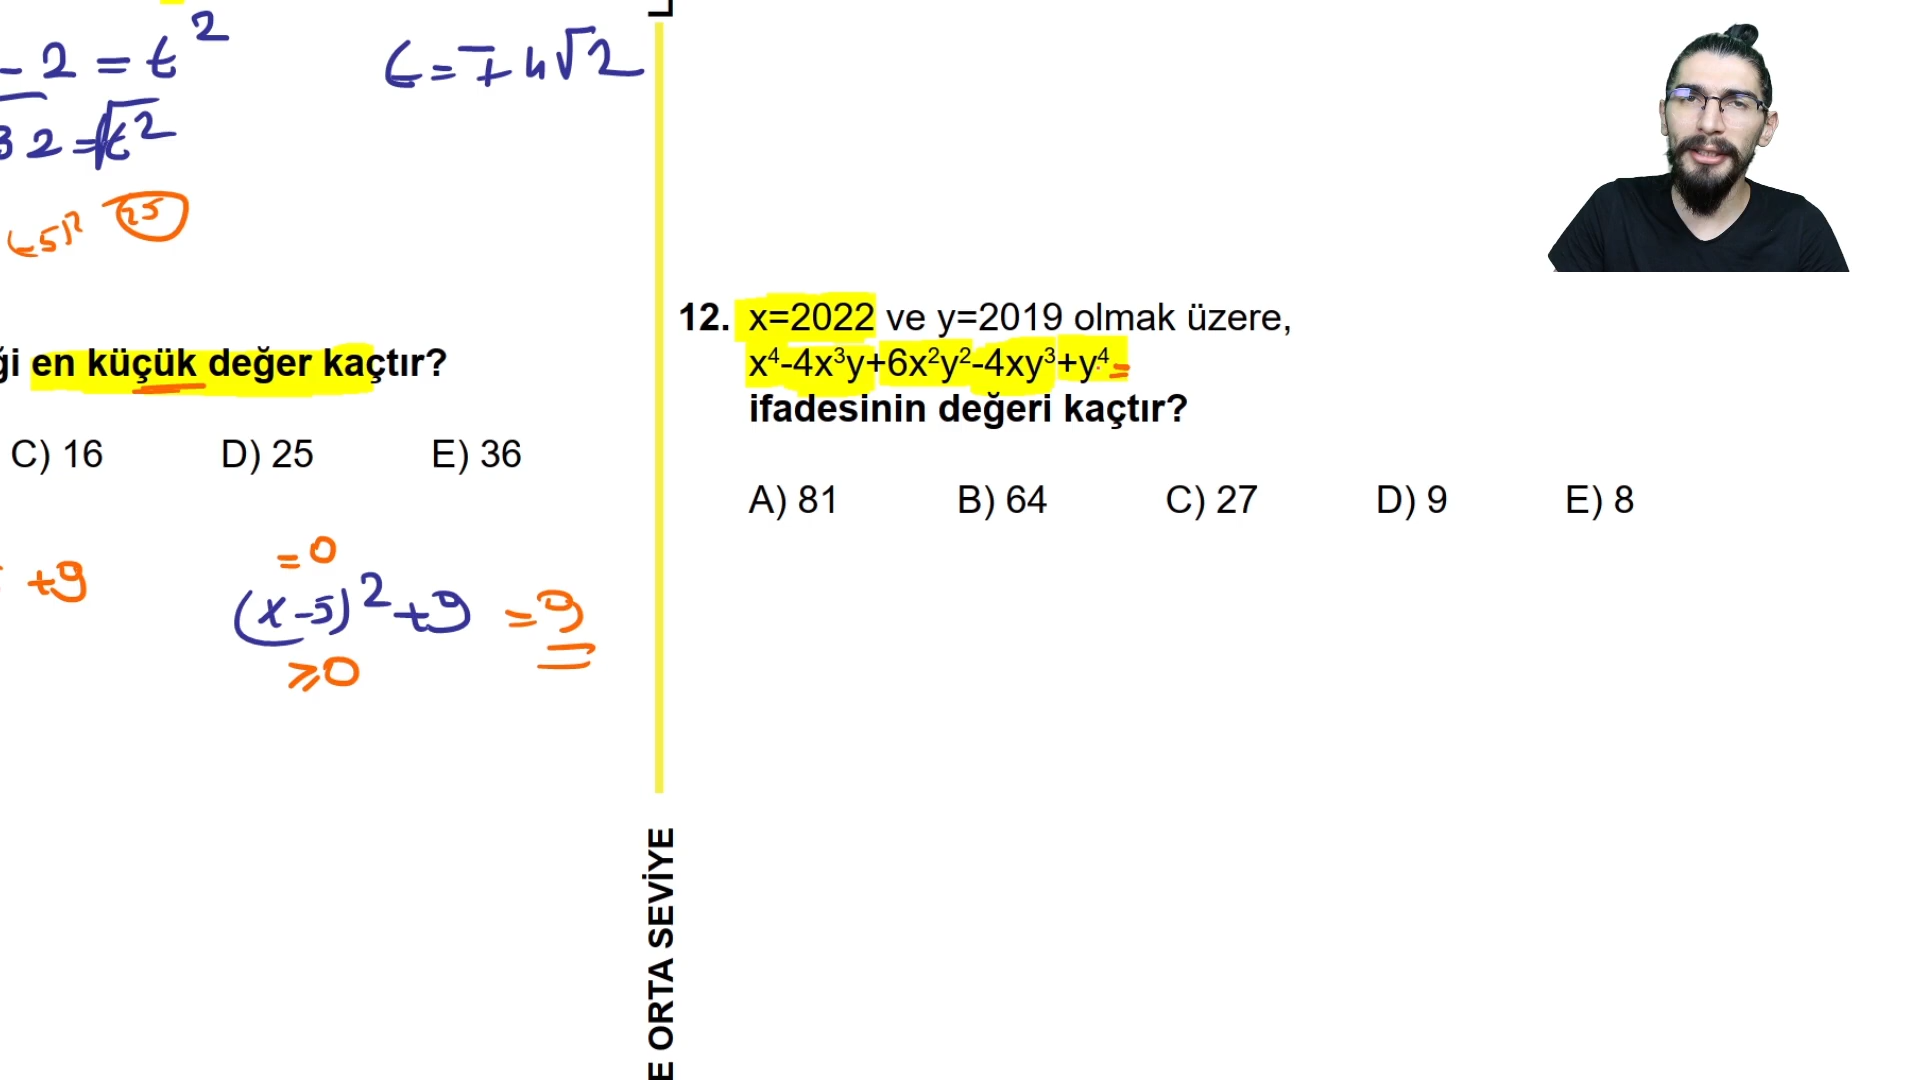 - 2 = t²
t = ∓4√2
32 = √t²
(-5)² 25
en küçük değer kaçtır?
C) 16 D) 25 E) 36
= 0
+9 (x-5)² +9 = 9
≥0
12. x=2022 ve y=2019 olmak üzere,
x⁴-4x³y+6x²y²-4xy³+y⁴ =
ifadesinin değeri kaçtır?
A) 81 B) 64 C) 27 D) 9 E) 8
E ORTA SEVİYE